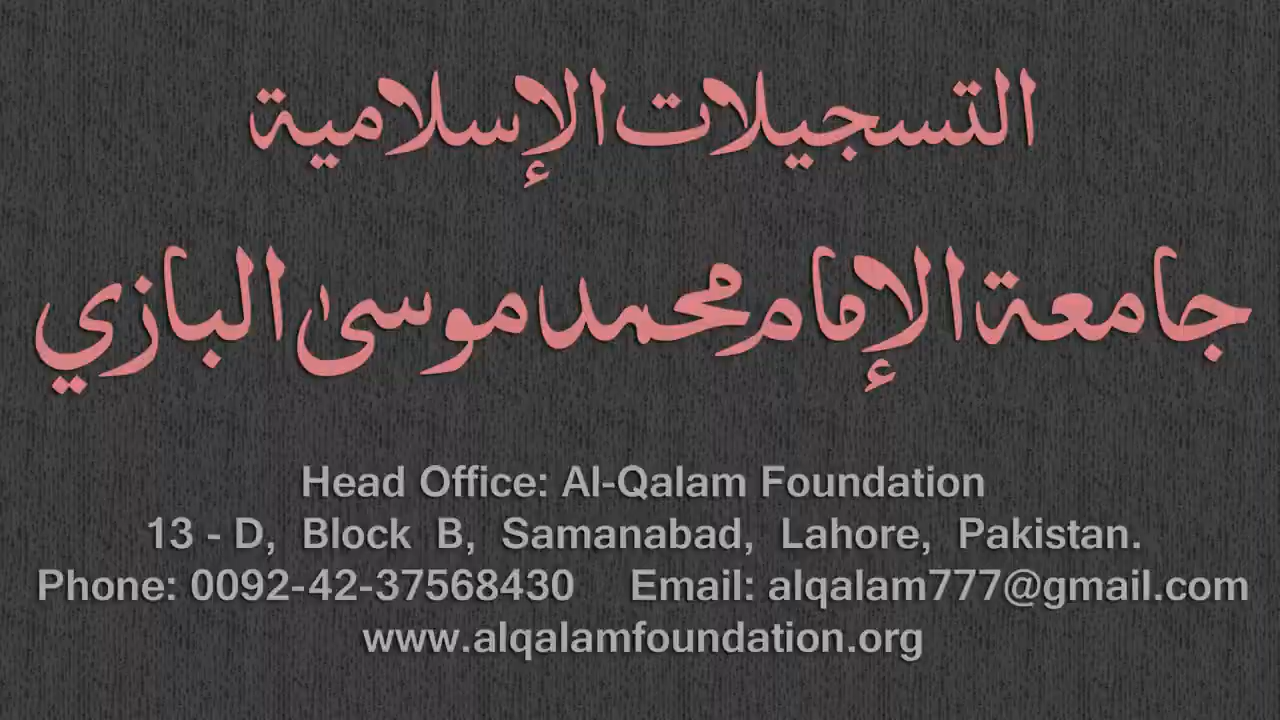 التسجيلات الإسلامية
جامعة الإمام محمد موسىٰ البازي
Head Office: Al-Qalam Foundation
13 - D, Block B, Samanabad, Lahore, Pakistan.
Phone: 0092-42-37568430 Email: alqalam777@gmail.com
www.alqalamfoundation.org